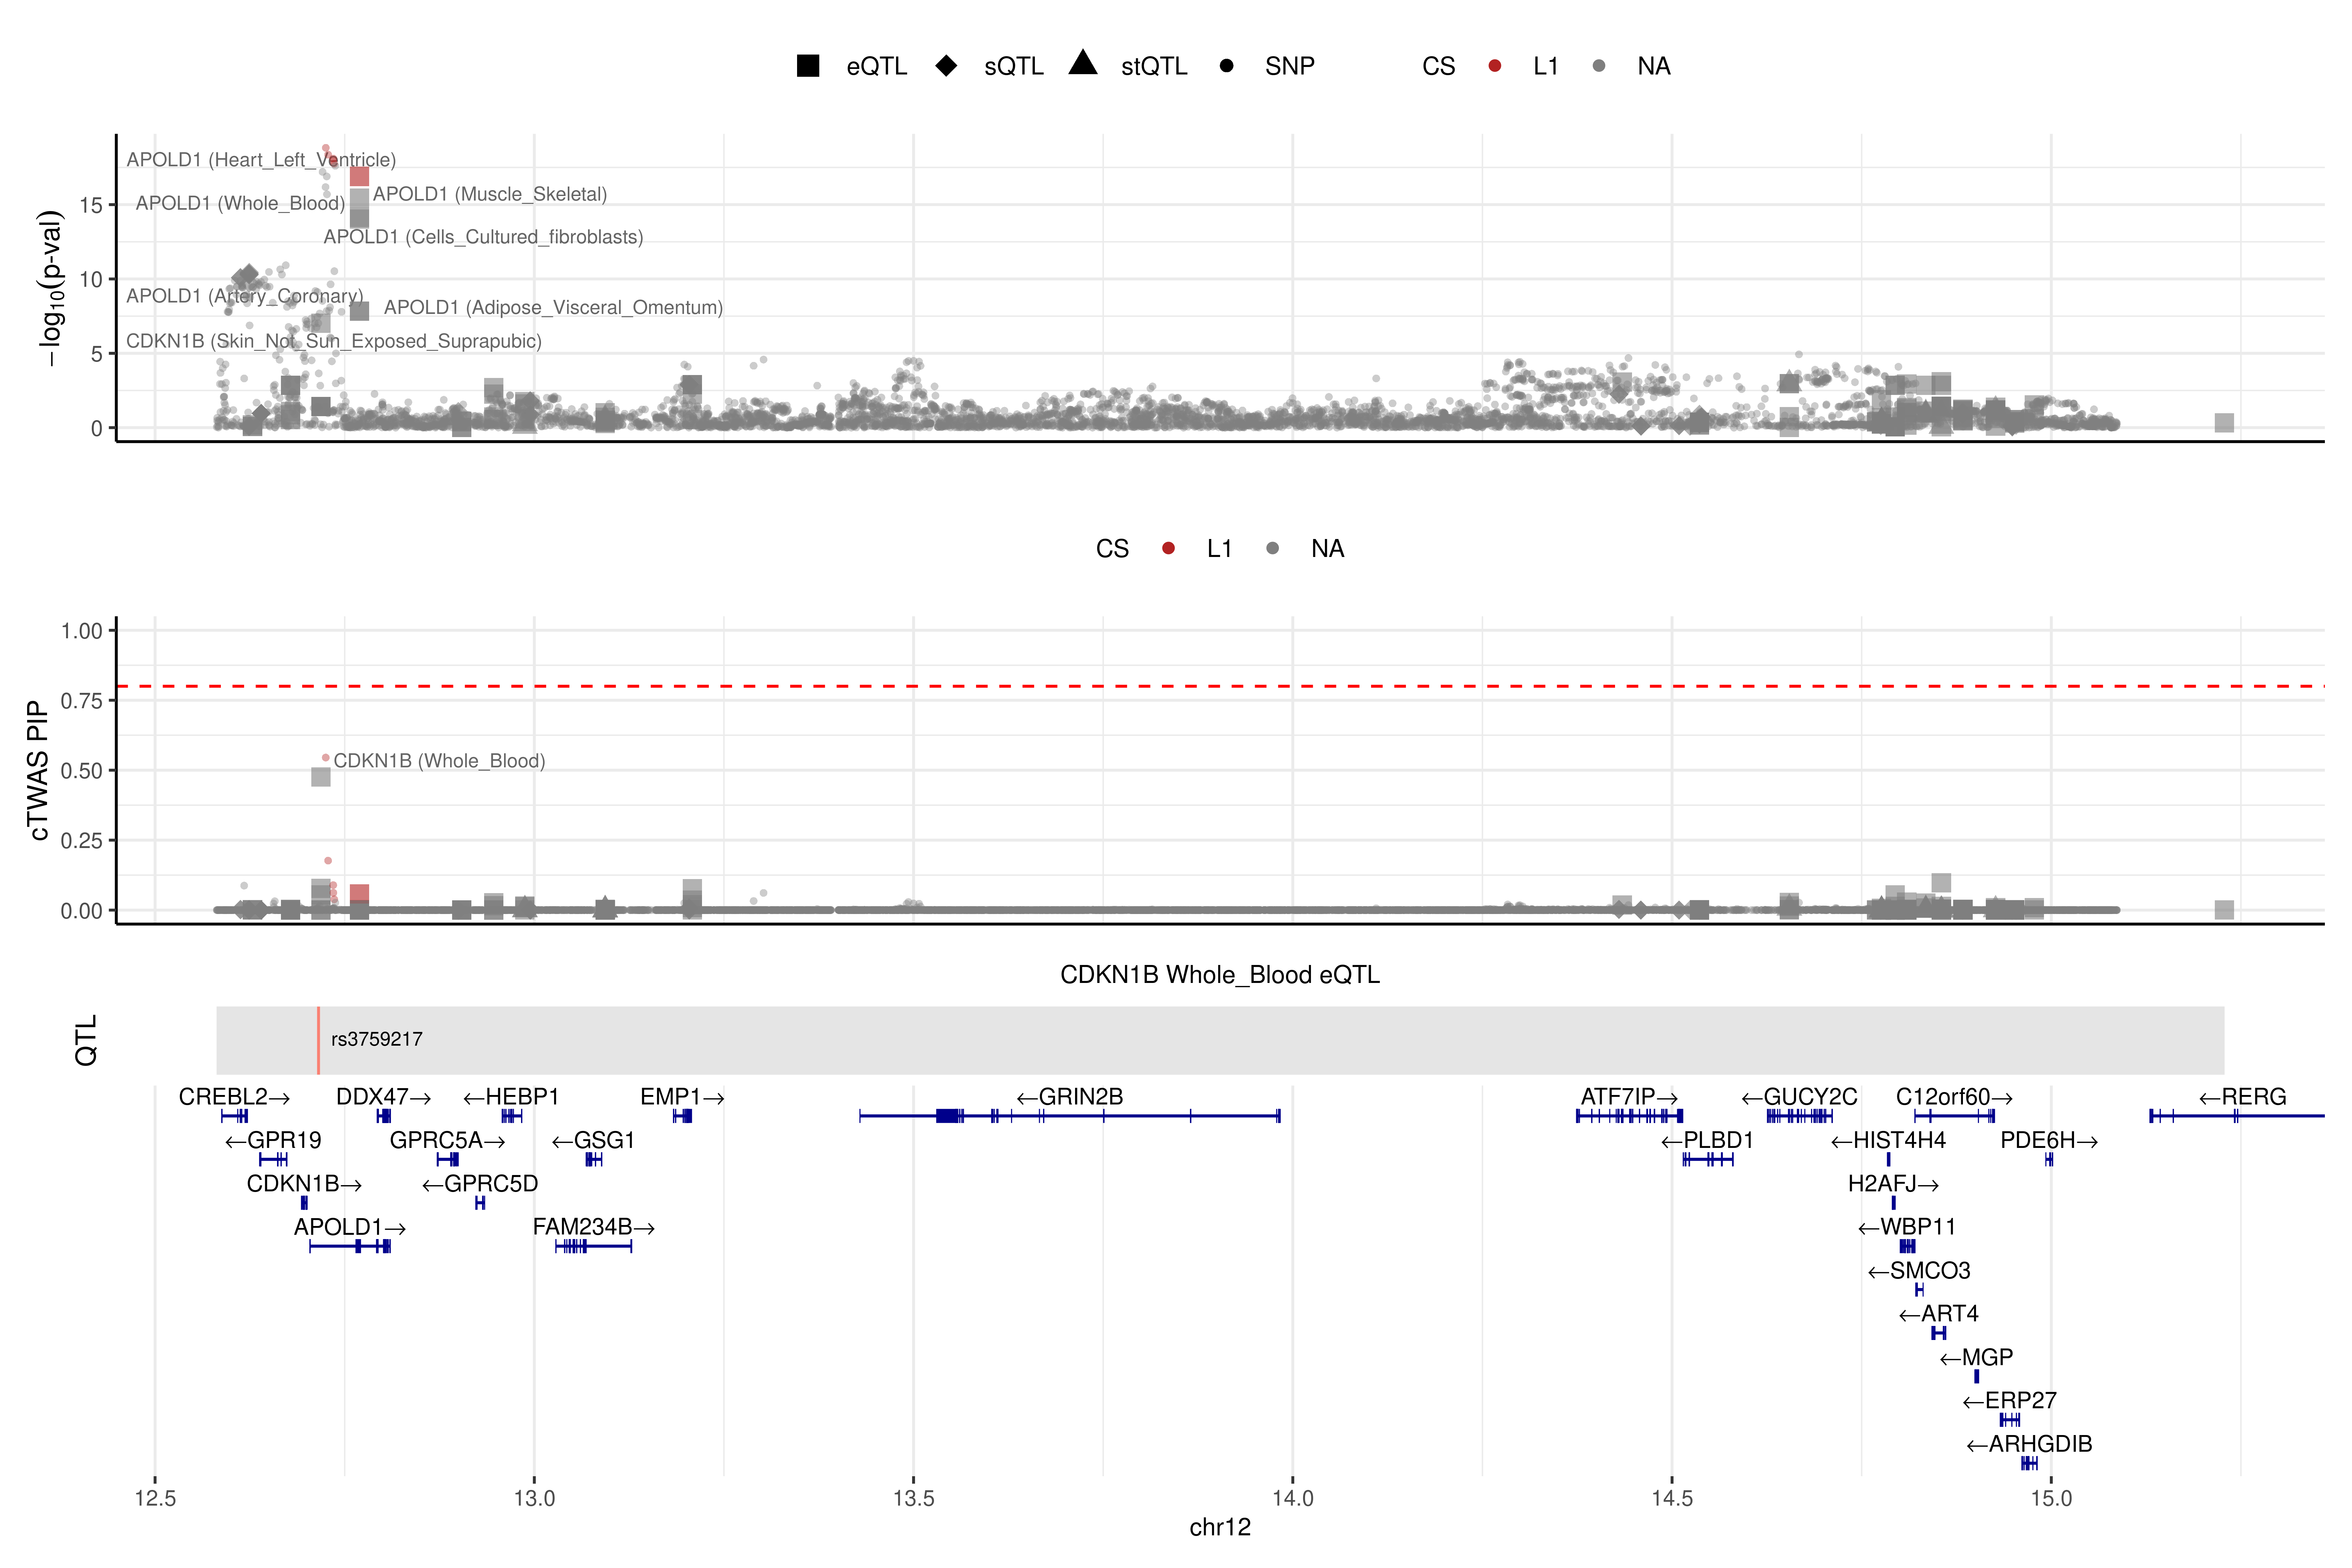 eQTL sQTL stQTL SNP CS L1 NA
−log10(p-val)
15
10
5
0
APOLD1 (Heart_Left_Ventricle)
APOLD1 (Muscle_Skeletal)
APOLD1 (Whole_Blood)
APOLD1 (Cells_Cultured_fibroblasts)
APOLD1 (Artery_Coronary)
APOLD1 (Adipose_Visceral_Omentum)
CDKN1B (Skin_Not_Sun_Exposed_Suprapubic)
CS L1 NA
cTWAS PIP
1.00
0.75
0.50
0.25
0.00
CDKN1B (Whole_Blood)
CDKN1B Whole_Blood eQTL
QTL
rs3759217
CREBL2→ DDX47→ ←HEBP1 EMP1→ ←GRIN2B ATF7IP→ ←GUCY2C C12orf60→ ←RERG
←GPR19 GPRC5A→ ←GSG1 ←PLBD1 ←HIST4H4 PDE6H→
CDKN1B→ ←GPRC5D H2AFJ→
APOLD1→ FAM234B→ ←WBP11
←SMCO3
←ART4
←MGP
←ERP27
←ARHGDIB
12.5 13.0 13.5 14.0 14.5 15.0
chr12